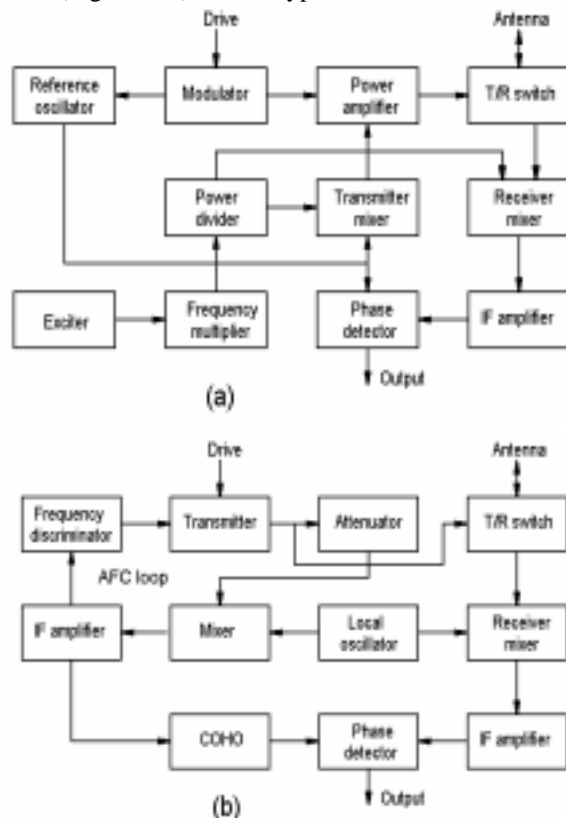 Drive
Antenna
Reference
oscillator
Modulator
Power
amplifier
T/R switch
Power
divider
Transmitter
mixer
Receiver
mixer
Exciter
Frequency
multiplier
Phase
detector
IF amplifier
Output
(a)
Drive
Antenna
Frequency
discriminator
Transmitter
Attenuator
T/R switch
AFC loop
IF amplifier
Mixer
Local
oscillator
Receiver
mixer
COHO
Phase
detector
IF amplifier
Output
(b)